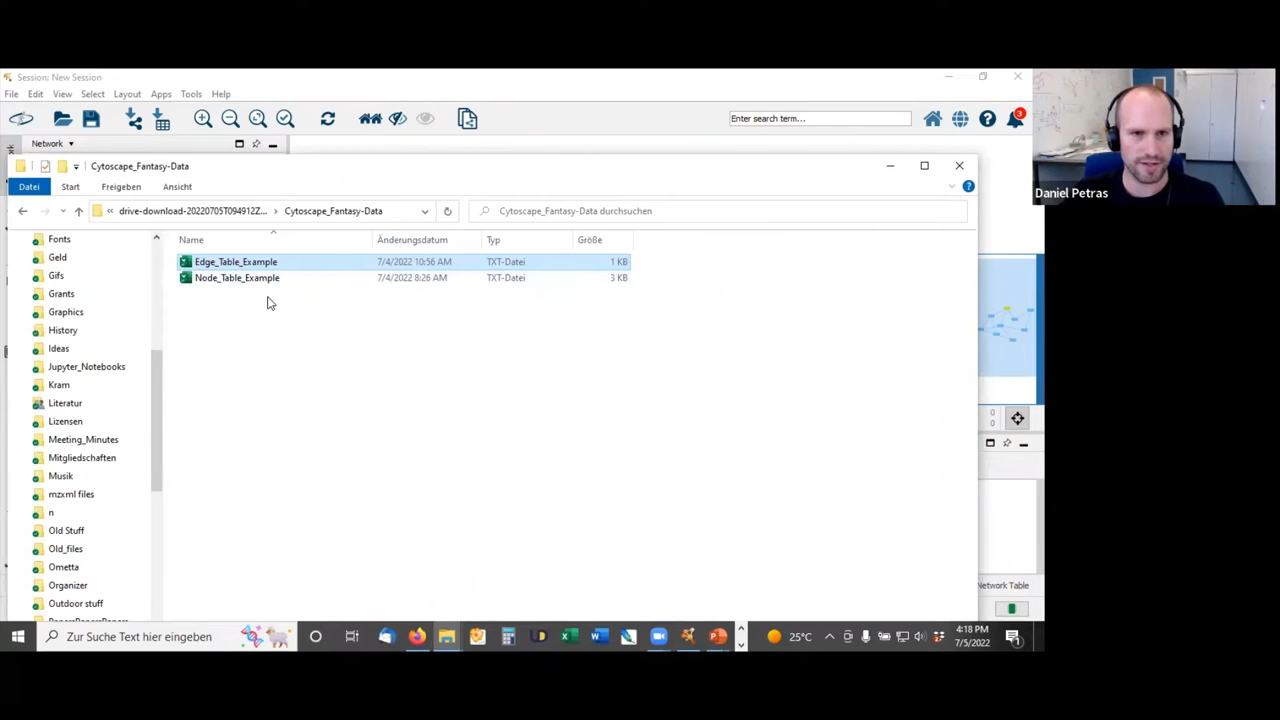 Session: New Session
File Edit View Select Layout Apps Tools Help
Enter search term...
3
Network
Cytoscape_Fantasy-Data
Datei Start Freigeben Ansicht
drive-download-20220705T094912Z... Cytoscape_Fantasy-Data
Cytoscape_Fantasy-Data durchsuchen
Name Änderungsdatum Typ Größe
Edge_Table_Example 7/4/2022 10:56 AM TXT-Datei 1 KB
Node_Table_Example 7/4/2022 8:26 AM TXT-Datei 3 KB
Fonts
Geld
Gifs
Grants
Graphics
History
Ideas
Jupyter_Notebooks
Kram
Literatur
Lizensen
Meeting_Minutes
Mitgliedschaften
Musik
mzxml files
n
Old Stuff
Old_files
Ometta
Organizer
Outdoor stuff
0
0
Network Table
Daniel Petras
Zur Suche Text hier eingeben
25°C
4:18 PM
7/5/2022
1